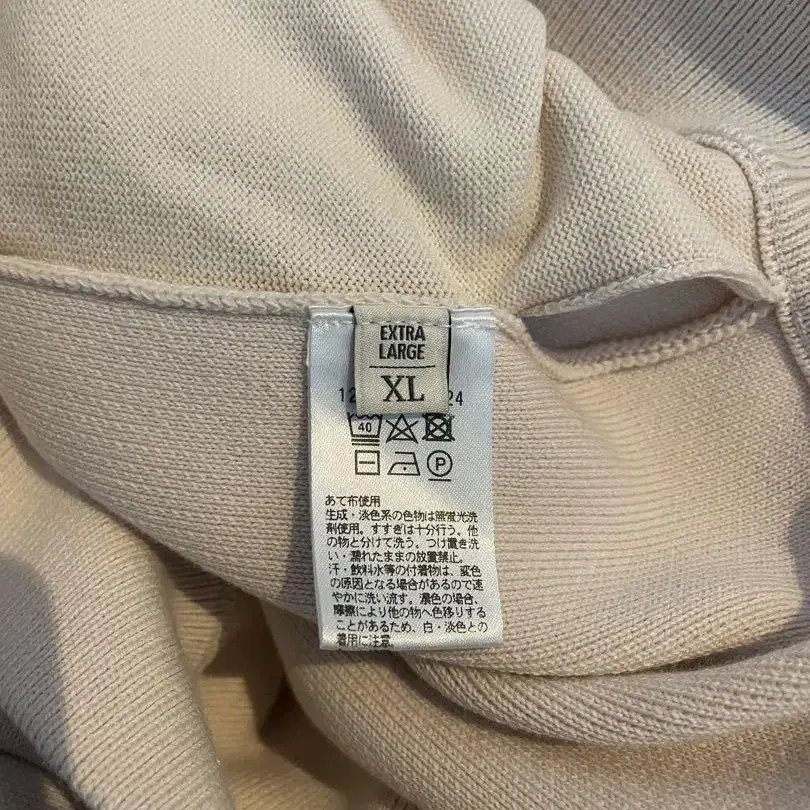 EXTRA
LARGE
XL
12
24
40
P
あて布使用
生成・淡色系の色物は無蛍光洗
剤使用。すすぎは十分行う。他
の物と分けて洗う。つけ置き洗
い・濡れたままの放置禁止。
汗・飲料水等の付着物は、変色
の原因となる場合があるので速
やかに洗い流す。濃色の場合、
摩擦により他の物へ色移りする
ことがあるため、白・淡色との
着用に注意。